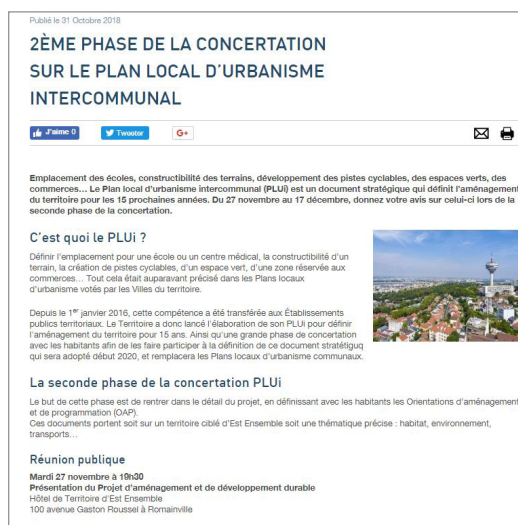 Publié le 31 Octobre 2018
2ÈME PHASE DE LA CONCERTATION
SUR LE PLAN LOCAL D'URBANISME
INTERCOMMUNAL
J'aime 0 Tweeter G+
Emplacement des écoles, constructibilité des terrains, développement des pistes cyclables, des espaces verts, des
commerces… Le Plan local d'urbanisme intercommunal (PLUi) est un document stratégique qui définit l'aménagement
du territoire pour les 15 prochaines années. Du 27 novembre au 17 décembre, donnez votre avis sur celui-ci lors de la
seconde phase de la concertation.
C'est quoi le PLUi ?
Définir l'emplacement pour une école ou un centre médical, la constructibilité d'un
terrain, la création de pistes cyclables, d'un espace vert, d'une zone réservée aux
commerces… Tout cela était auparavant précisé dans les Plans locaux
d'urbanisme votés par les Villes du territoire.
Depuis le 1er janvier 2016, cette compétence a été transférée aux Établissements
publics territoriaux. Le Territoire a donc lancé l'élaboration de son PLUi pour définir
l'aménagement du territoire pour 15 ans. Ainsi qu'une grande phase de concertation
avec les habitants afin de les faire participer à la définition de ce document stratégiqu
qui sera adopté début 2020, et remplacera les Plans locaux d'urbanisme communaux.
La seconde phase de la concertation PLUi
Le but de cette phase est de rentrer dans le détail du projet, en définissant avec les habitants les Orientations d'aménagement
et de programmation (OAP).
Ces documents portent soit sur un territoire ciblé d'Est Ensemble soit une thématique précise : habitat, environnement,
transports…
Réunion publique
Mardi 27 novembre à 19h30
Présentation du Projet d'aménagement et de développement durable
Hôtel de Territoire d'Est Ensemble
100 avenue Gaston Roussel à Romainville